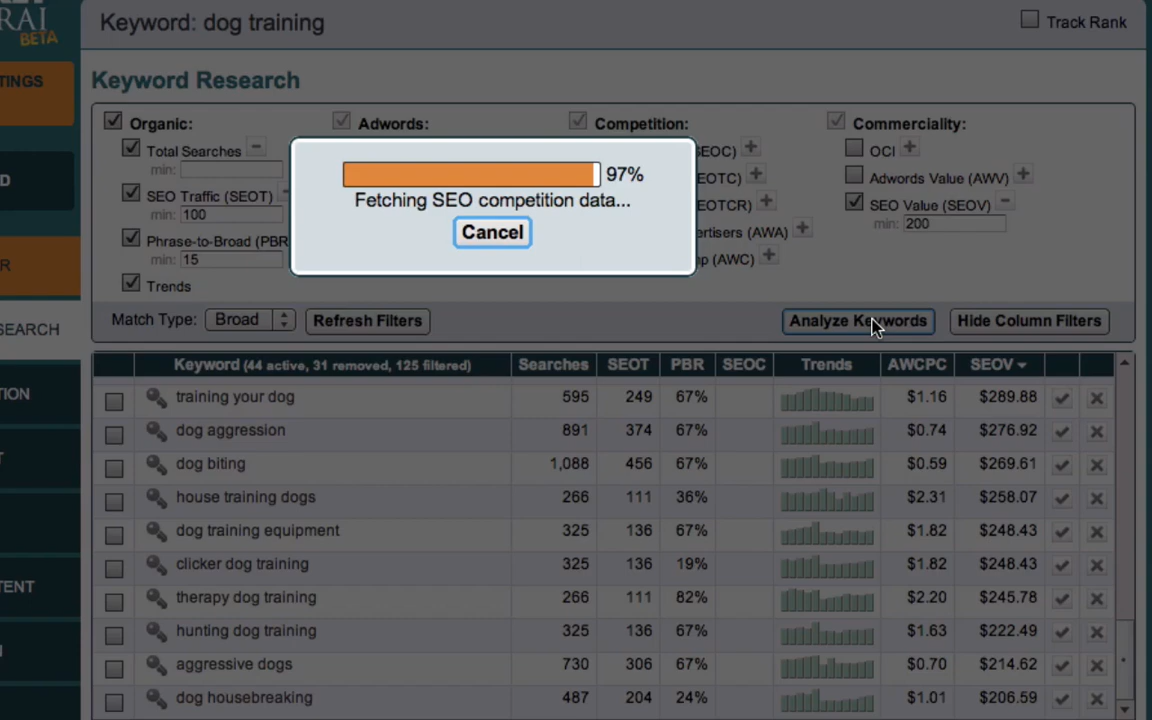 RAI
BETA
Keyword: dog training
Track Rank
TINGS
D
R
SEARCH
TION
T
TENT
N
Keyword Research
Organic:
Adwords:
Competition:
Commerciality:
Total Searches
min:
SEO Traffic (SEOT)
min: 100
Phrase-to-Broad (PBR
min: 15
Trends
SEOC)
EOTC)
EOTCR)
ertisers (AWA)
np (AWC)
OCI
Adwords Value (AWV)
SEO Value (SEOV)
min: 200
97%
Fetching SEO competition data...
Cancel
Match Type: Broad Refresh Filters Analyze Keywords Hide Column Filters
Keyword (44 active, 31 removed, 125 filtered) Searches SEOT PBR SEOC Trends AWCPC SEOV
training your dog 595 249 67% $1.16 $289.88
dog aggression 891 374 67% $0.74 $276.92
dog biting 1,088 456 67% $0.59 $269.61
house training dogs 266 111 36% $2.31 $258.07
dog training equipment 325 136 67% $1.82 $248.43
clicker dog training 325 136 19% $1.82 $248.43
therapy dog training 266 111 82% $2.20 $245.78
hunting dog training 325 136 67% $1.63 $222.49
aggressive dogs 730 306 67% $0.70 $214.62
dog housebreaking 487 204 24% $1.01 $206.59